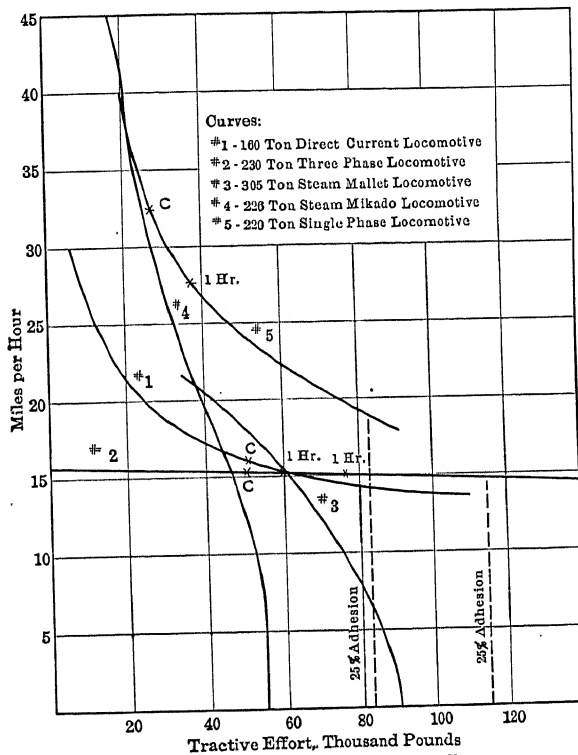 45
40
35
30
25
20
15
10
5
Miles per Hour
Curves:
#1 - 160 Ton Direct Current Locomotive
#2 - 230 Ton Three Phase Locomotive
#3 - 305 Ton Steam Mallet Locomotive
#4 - 226 Ton Steam Mikado Locomotive
#5 - 220 Ton Single Phase Locomotive
C
1 Hr.
#4
#5
#1
#2
C
C
1 Hr.
1 Hr.
#3
25% Adhesion
25% Adhesion
20
40
60
80
100
120
Tractive Effort, Thousand Pounds